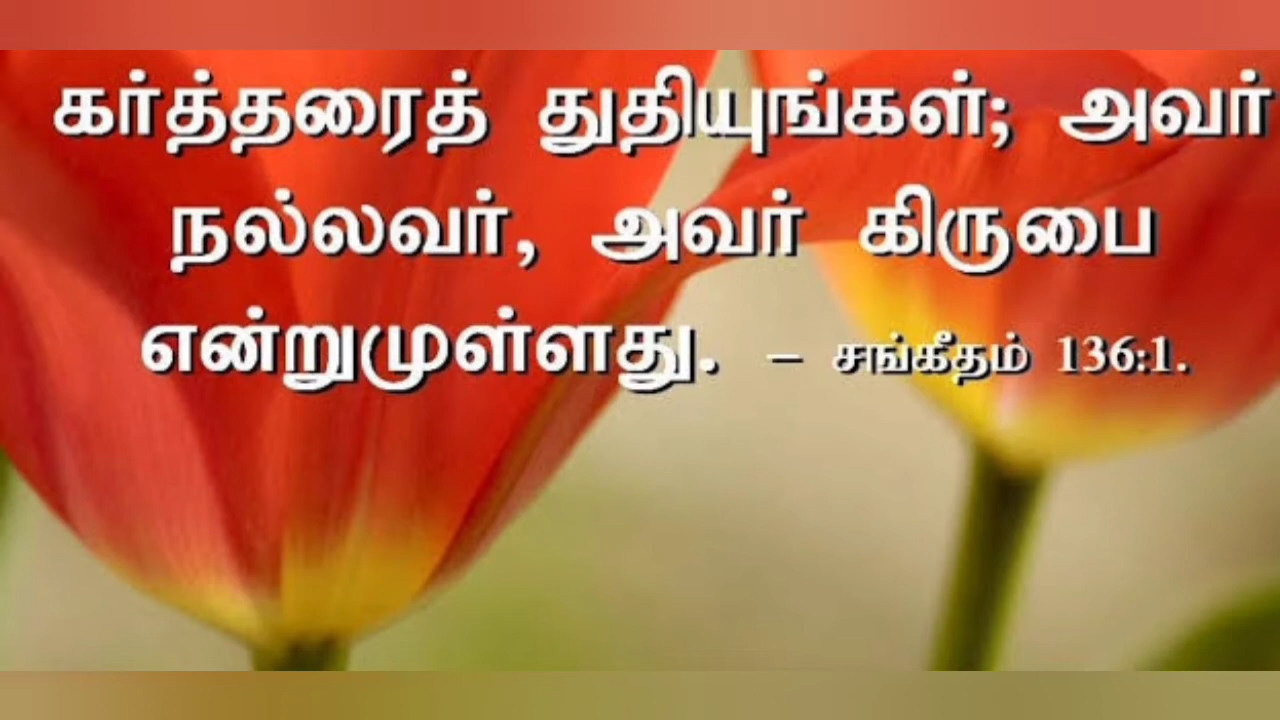 கர்த்தரைத் துதியுங்கள்; அவர்
நல்லவர், அவர் கிருபை
என்றுமுள்ளது. – சங்கீதம் 136:1.